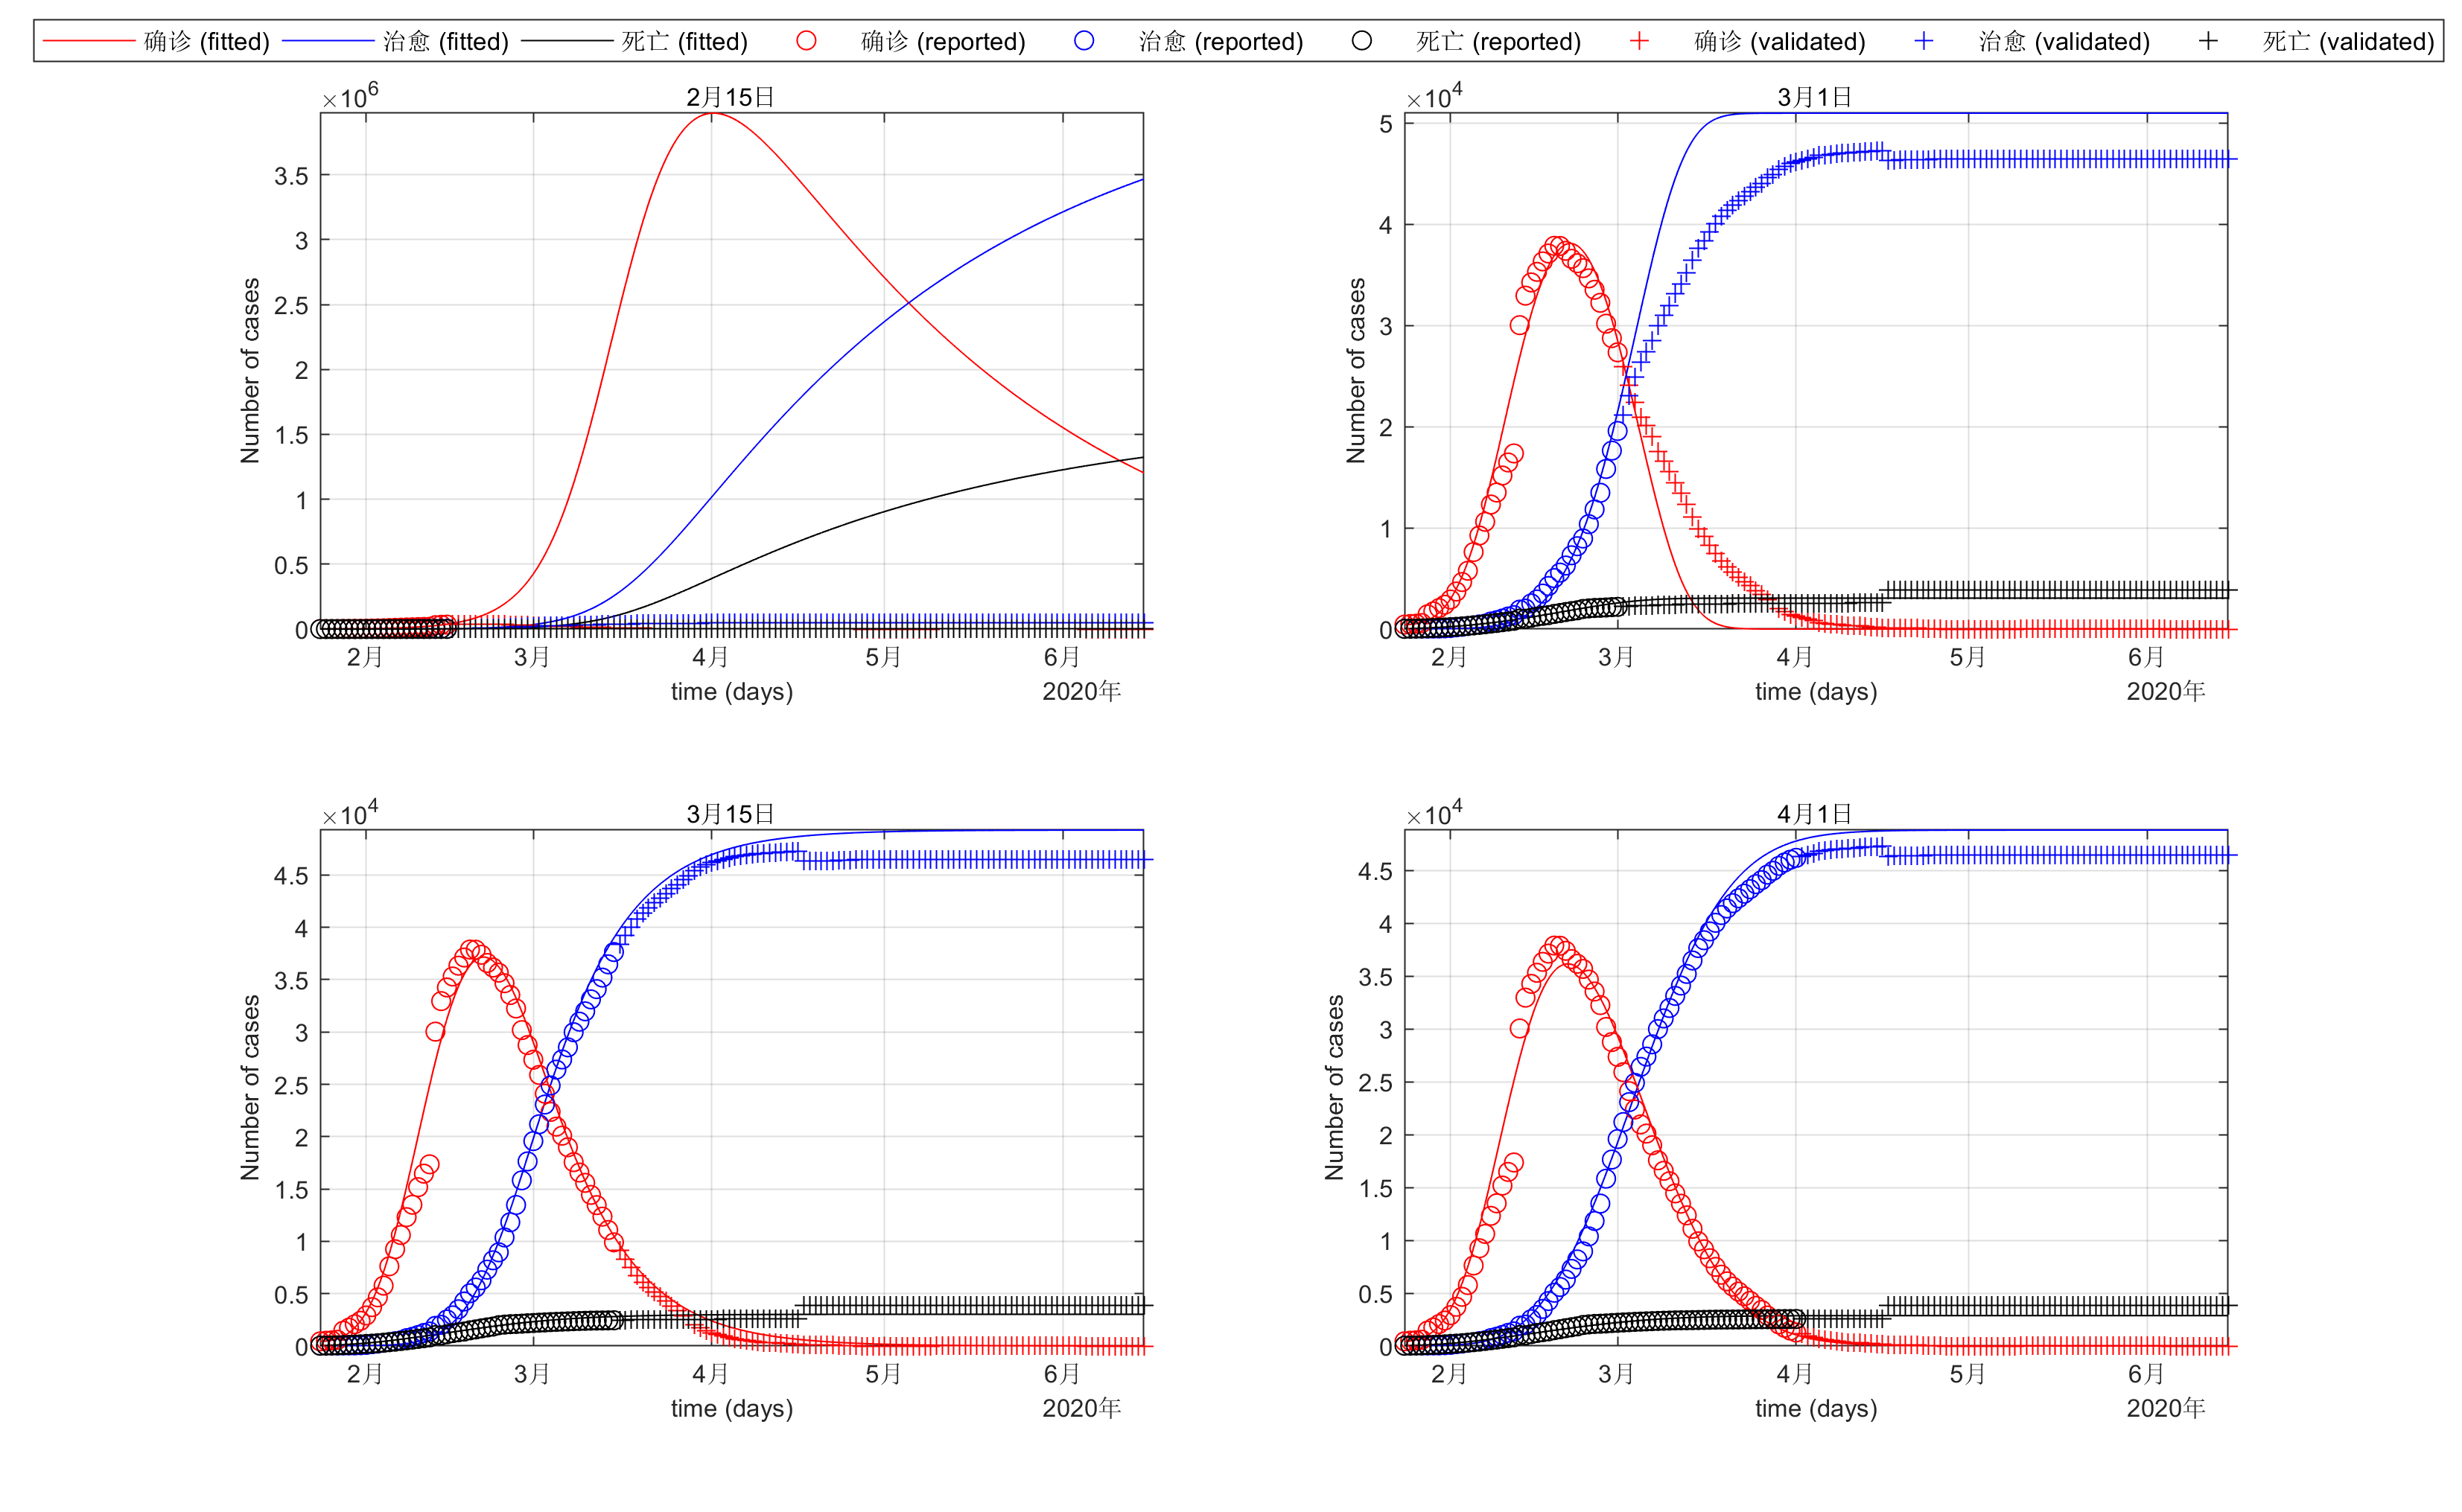 确诊 (fitted) 治愈 (fitted) 死亡 (fitted) 确诊 (reported) 治愈 (reported) 死亡 (reported) 确诊 (validated) 治愈 (validated) 死亡 (validated)
×10^6
2月15日
3.5
3
2.5
2
1.5
1
0.5
0
Number of cases
2月 3月 4月 5月 6月
time (days)
2020年
×10^4
3月1日
5
4
3
2
1
0
Number of cases
2月 3月 4月 5月 6月
time (days)
2020年
×10^4
3月15日
4.5
4
3.5
3
2.5
2
1.5
1
0.5
0
Number of cases
2月 3月 4月 5月 6月
time (days)
2020年
×10^4
4月1日
4.5
4
3.5
3
2.5
2
1.5
1
0.5
0
Number of cases
2月 3月 4月 5月 6月
time (days)
2020年